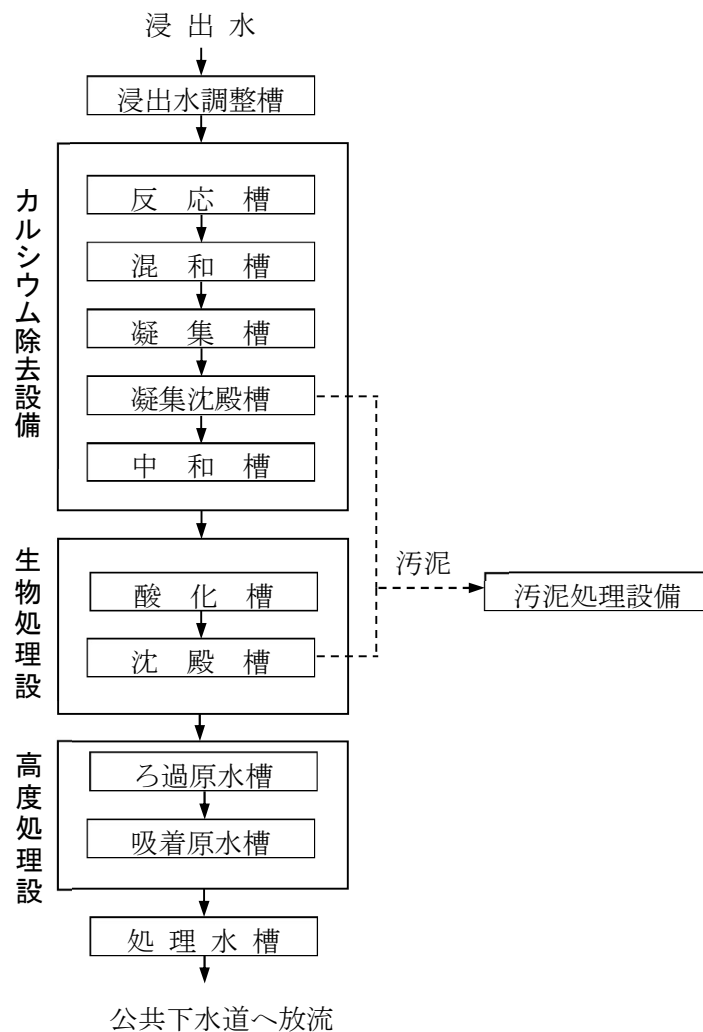 浸出水
浸出水調整槽
カルシウム除去設備
反応槽
混和槽
凝集槽
凝集沈殿槽
中和槽
生物処理設
酸化槽
沈殿槽
汚泥
汚泥処理設備
高度処理設
ろ過原水槽
吸着原水槽
処理水槽
公共下水道へ放流